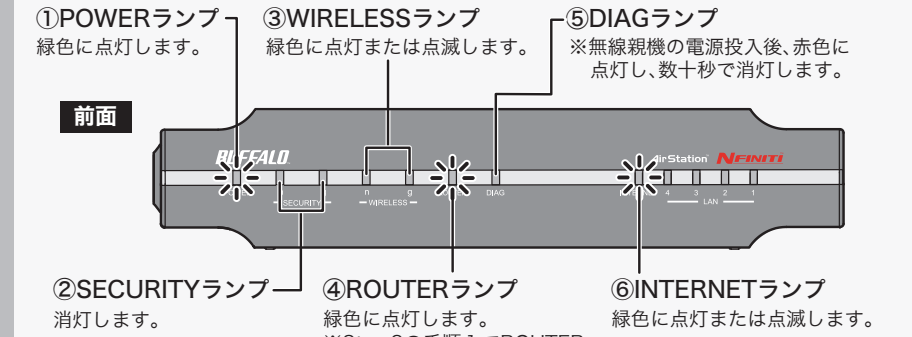 ①POWERランプ
緑色に点灯します。
③WIRELESSランプ
緑色に点灯または点滅します。
⑤DIAGランプ
※無線親機の電源投入後、赤色に
点灯し、数十秒で消灯します。
前面
BUFFALO
AirStation NFINITI
n g DIAG 4 3 2 1
SECURITY WIRELESS LAN
②SECURITYランプ
消灯します。
④ROUTERランプ
緑色に点灯します。
⑥INTERNETランプ
緑色に点灯または点滅します。